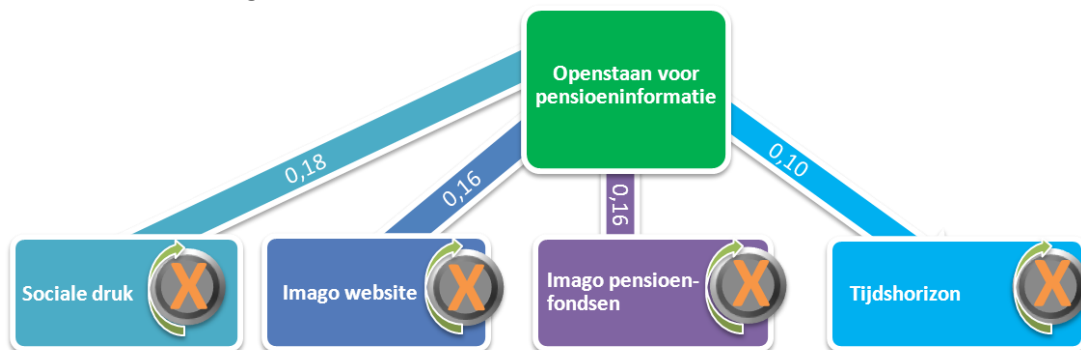 Openstaan voor
pensioeninformatie
0,18
0,16
0,16
0,10
Sociale druk
X
Imago website
X
Imago pensioen-
fondsen
X
Tijdshorizon
X